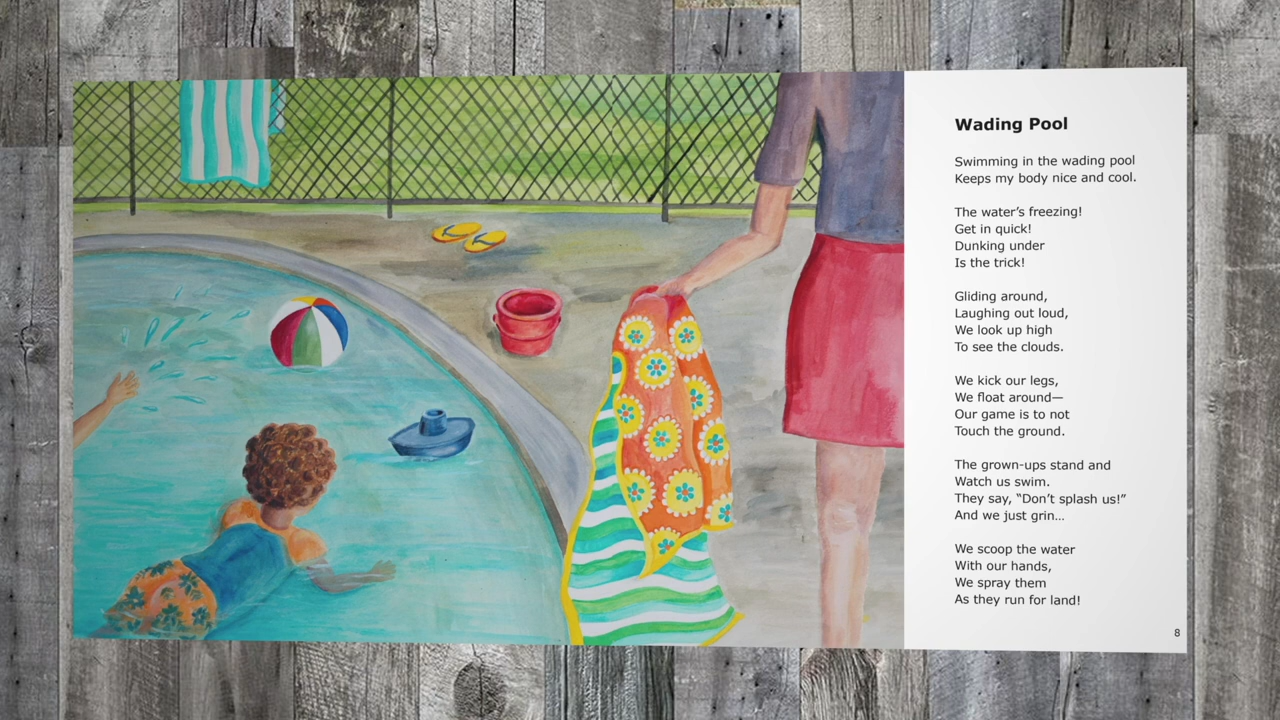 Wading Pool
Swimming in the wading pool
Keeps my body nice and cool.
The water’s freezing!
Get in quick!
Dunking under
Is the trick!
Gliding around,
Laughing out loud,
We look up high
To see the clouds.
We kick our legs,
We float around—
Our game is to not
Touch the ground.
The grown-ups stand and
Watch us swim.
They say, “Don’t splash us!”
And we just grin...
We scoop the water
With our hands,
We spray them
As they run for land!
8